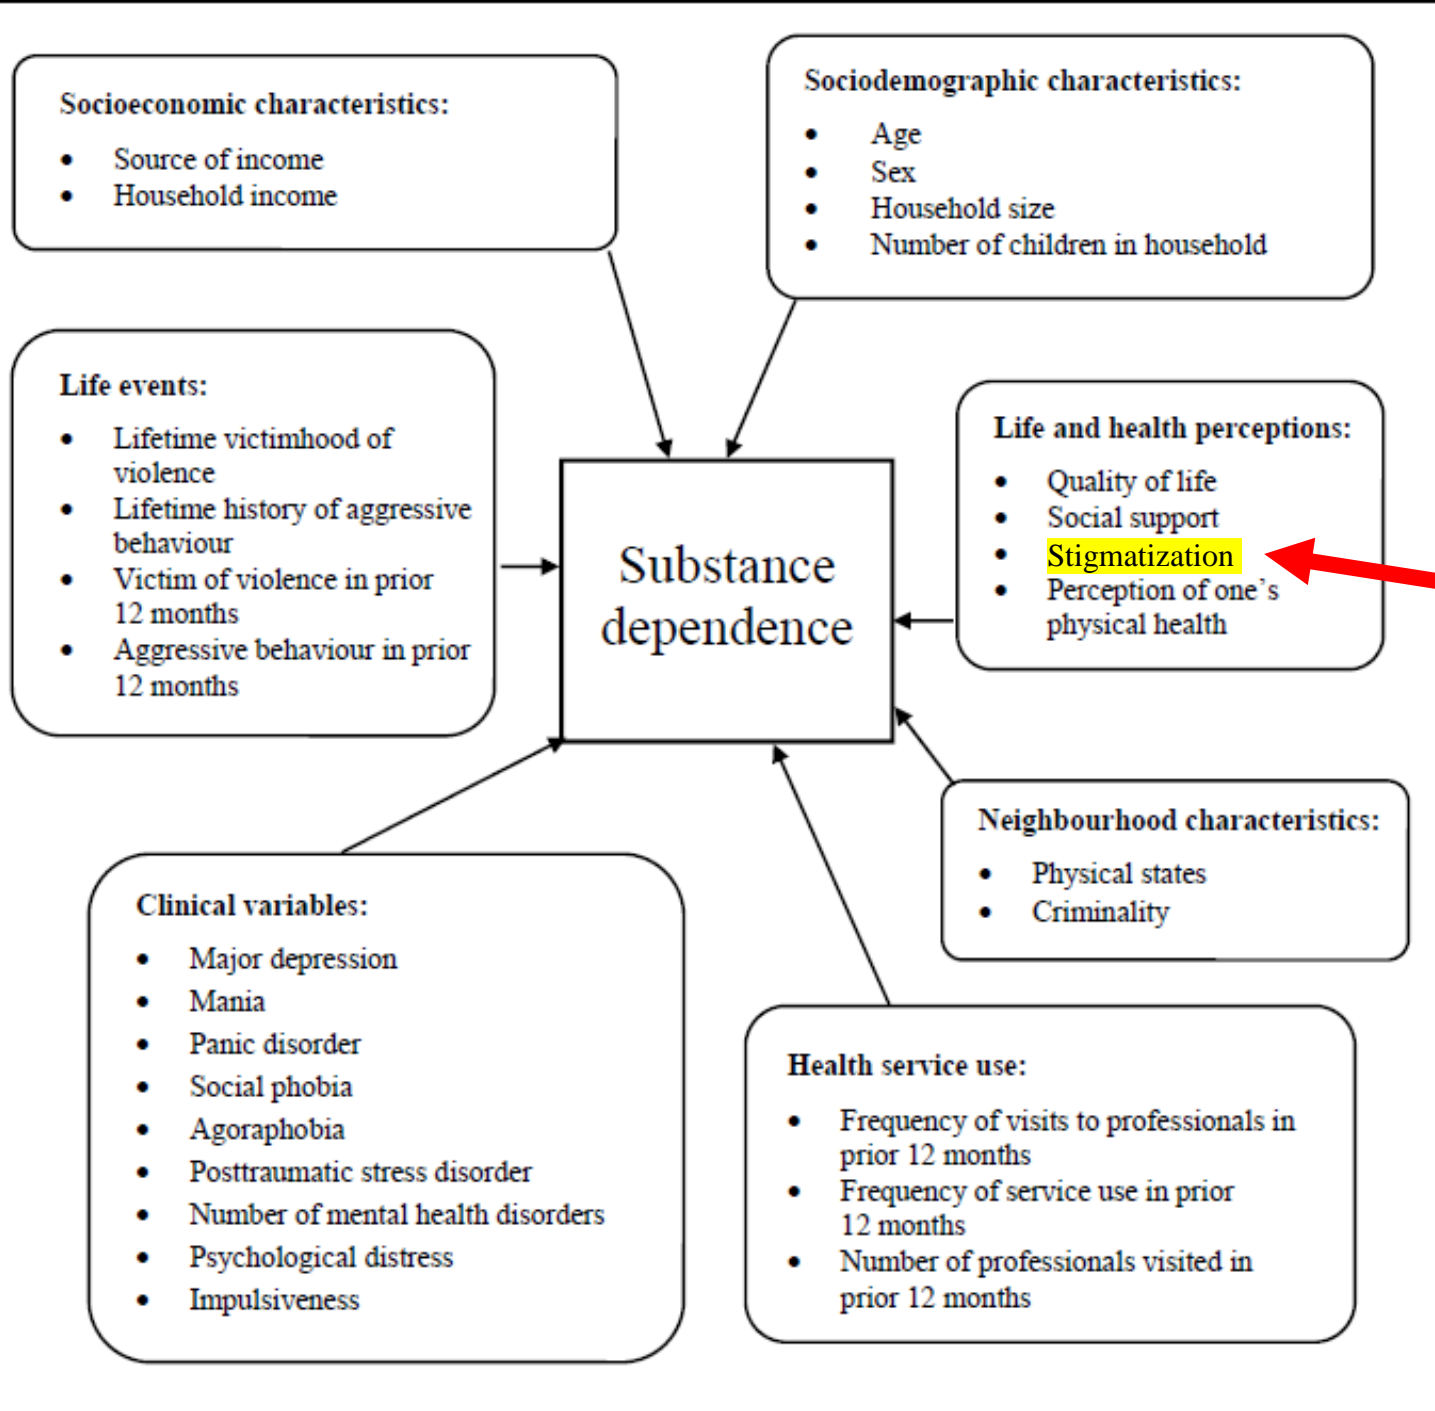 Socioeconomic characteristics:
• Source of income
• Household income
Sociodemographic characteristics:
• Age
• Sex
• Household size
• Number of children in household
Life events:
• Lifetime victimhood of
violence
• Lifetime history of aggressive
behaviour
• Victim of violence in prior
12 months
• Aggressive behaviour in prior
12 months
Substance
dependence
Life and health perceptions:
• Quality of life
• Social support
• Stigmatization
• Perception of one’s
physical health
Neighbourhood characteristics:
• Physical states
• Criminality
Clinical variables:
• Major depression
• Mania
• Panic disorder
• Social phobia
• Agoraphobia
• Posttraumatic stress disorder
• Number of mental health disorders
• Psychological distress
• Impulsiveness
Health service use:
• Frequency of visits to professionals in
prior 12 months
• Frequency of service use in prior
12 months
• Number of professionals visited in
prior 12 months